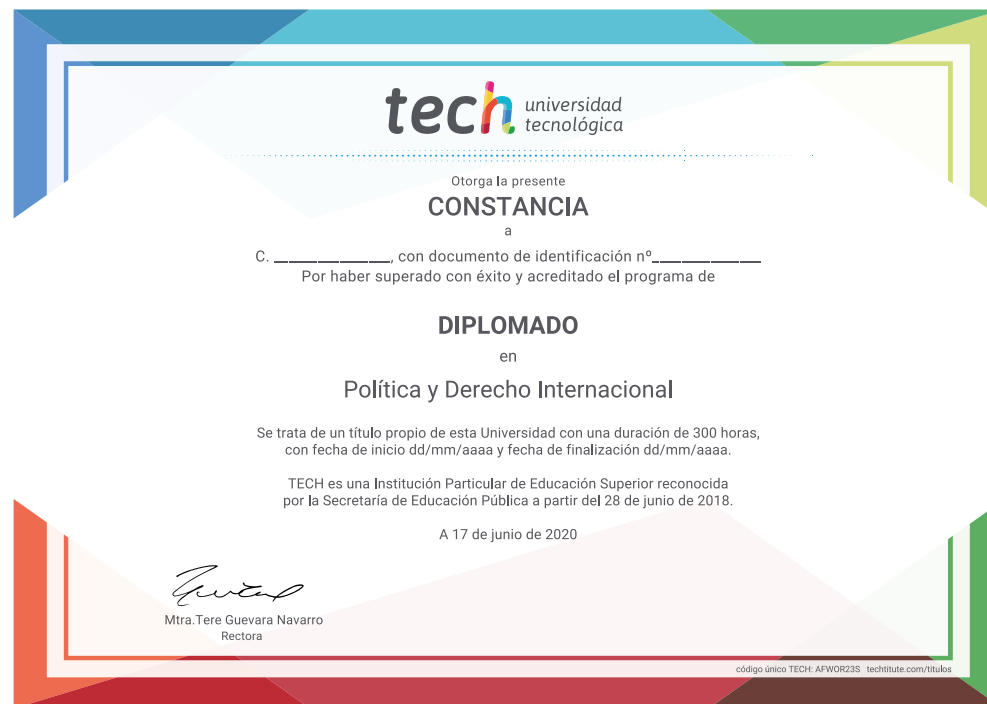 tech universidad
tecnológica
Otorga la presente
CONSTANCIA
a
C. ______________, con documento de identificación nº_____________
Por haber superado con éxito y acreditado el programa de
DIPLOMADO
en
Política y Derecho Internacional
Se trata de un título propio de esta Universidad con una duración de 300 horas,
con fecha de inicio dd/mm/aaaa y fecha de finalización dd/mm/aaaa.
TECH es una Institución Particular de Educación Superior reconocida
por la Secretaría de Educación Pública a partir del 28 de junio de 2018.
A 17 de junio de 2020
Mtra.Tere Guevara Navarro
Rectora
código único TECH: AFWOR23S techtitute.com/titulos